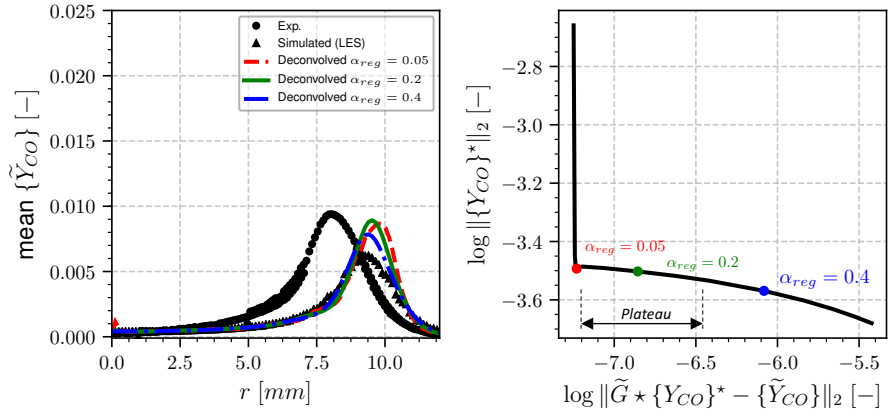 Exp.
Simulated (LES)
Deconvolved α_reg = 0.05
Deconvolved α_reg = 0.2
Deconvolved α_reg = 0.4
mean {Ỹ_CO} [−]
0.025
0.020
0.015
0.010
0.005
0.000
0.0 2.5 5.0 7.5 10.0
r [mm]
log ∥{Y_CO}⋆∥₂ [−]
−2.8
−3.0
−3.2
−3.4
−3.6
α_reg = 0.05
α_reg = 0.2
α_reg = 0.4
Plateau
−7.0 −6.5 −6.0 −5.5
log ∥G̃ ⋆ {Y_CO}⋆ − {Ỹ_CO}∥₂ [−]